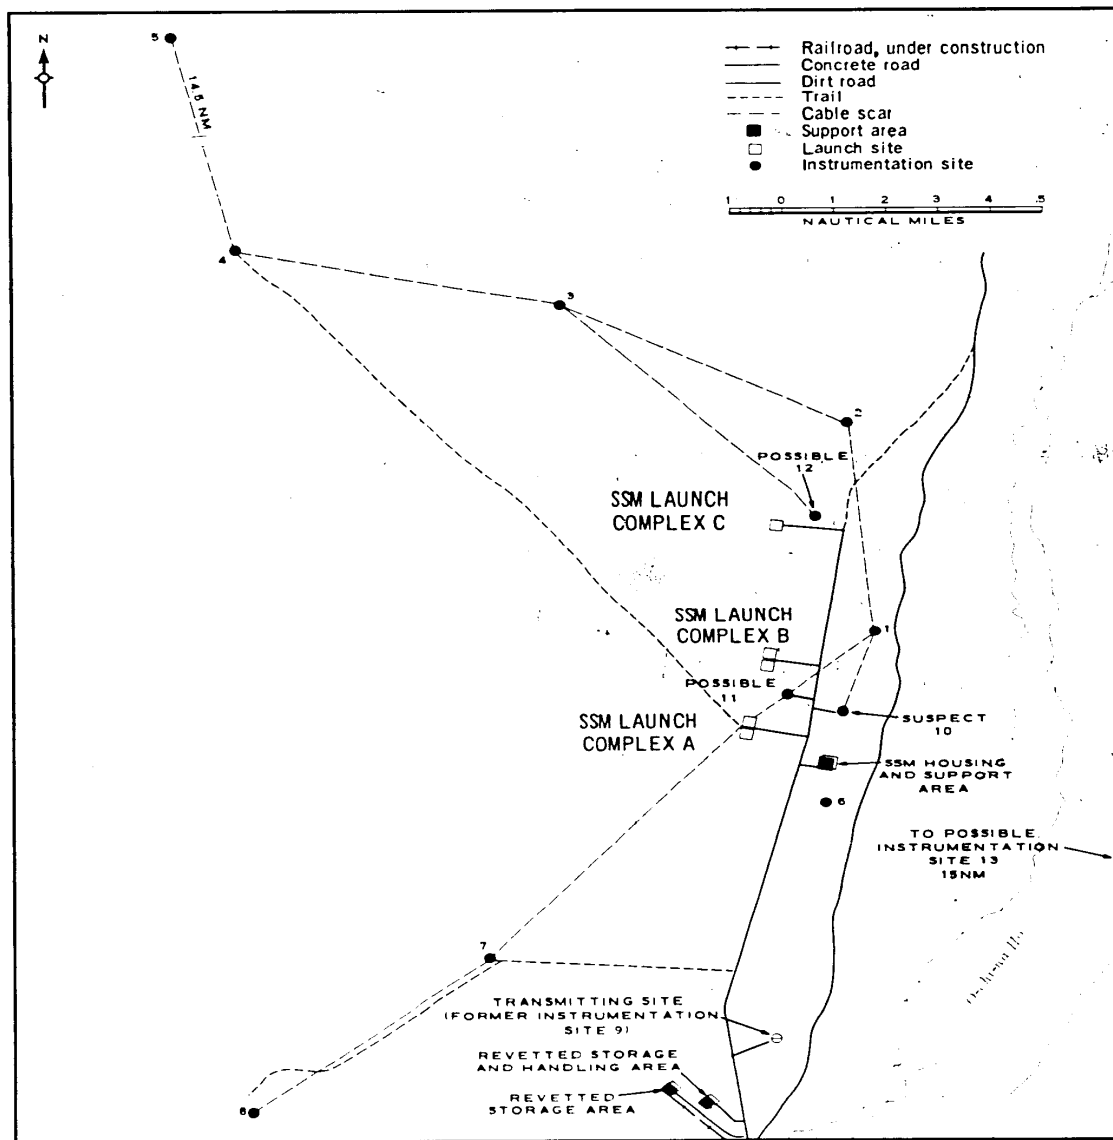 N
5
14.5 NM
Railroad, under construction
Concrete road
Dirt road
Trail
Cable scar
Support area
Launch site
Instrumentation site
1 0 1 2 3 4 5
NAUTICAL MILES
4
3
2
POSSIBLE
12
SSM LAUNCH
COMPLEX C
1
SSM LAUNCH
COMPLEX B
POSSIBLE
11
SSM LAUNCH
COMPLEX A
SUSPECT
10
SSM HOUSING
AND SUPPORT
AREA
6
TO POSSIBLE
INSTRUMENTATION
SITE 13
15NM
7
TRANSMITTING SITE
(FORMER INSTRUMENTATION
SITE 9)
REVETTED STORAGE
AND HANDLING AREA
REVETTED
STORAGE AREA
8